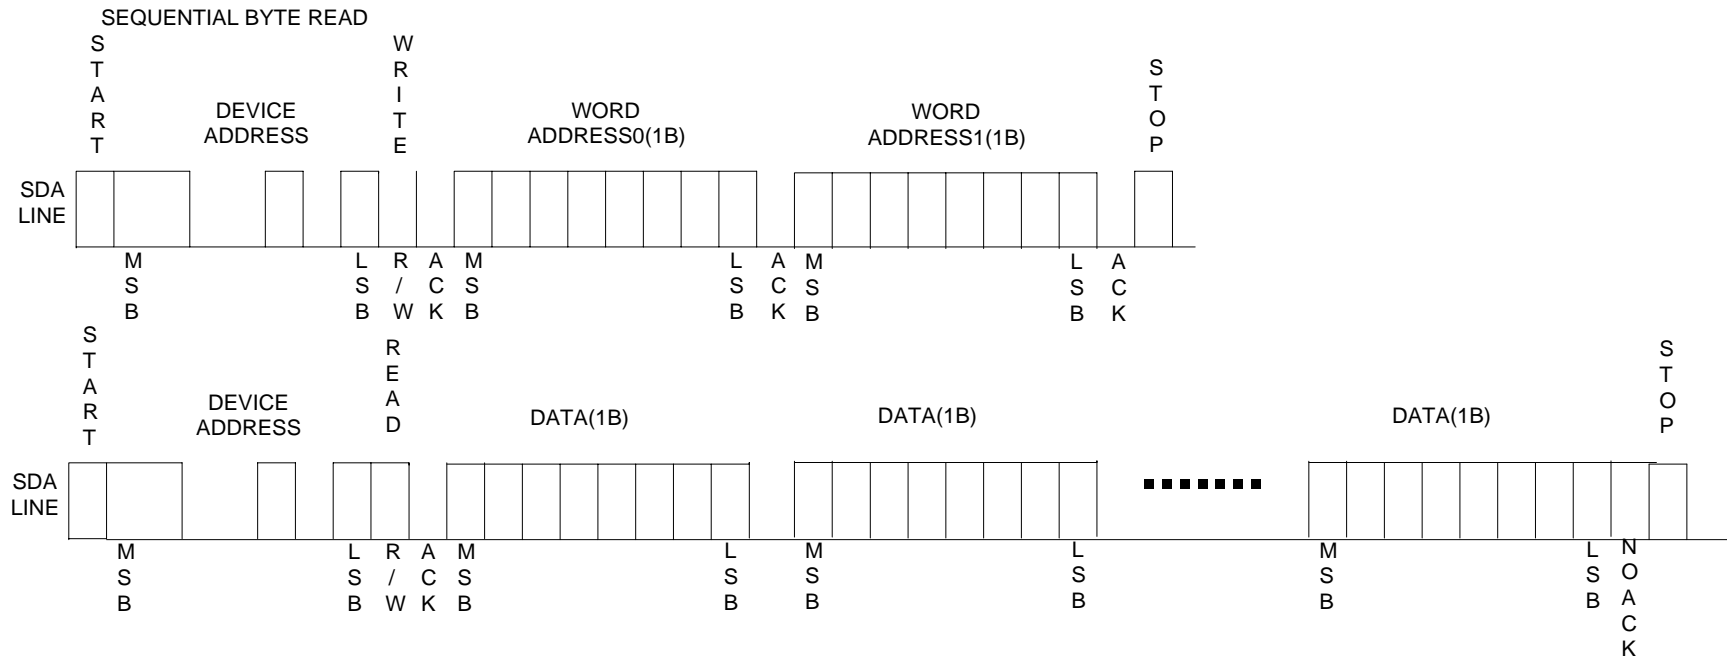 SEQUENTIAL BYTE READ
START
WRITE
STOP
DEVICE
ADDRESS
WORD
ADDRESS0(1B)
WORD
ADDRESS1(1B)
SDA
LINE
MSB
LSB
R/W
ACK
MSB
LSB
ACK
MSB
LSB
ACK
START
READ
STOP
DEVICE
ADDRESS
DATA(1B)
DATA(1B)
DATA(1B)
SDA
LINE
MSB
LSB
R/W
ACK
MSB
LSB
MSB
LSB
MSB
LSB
NOACK